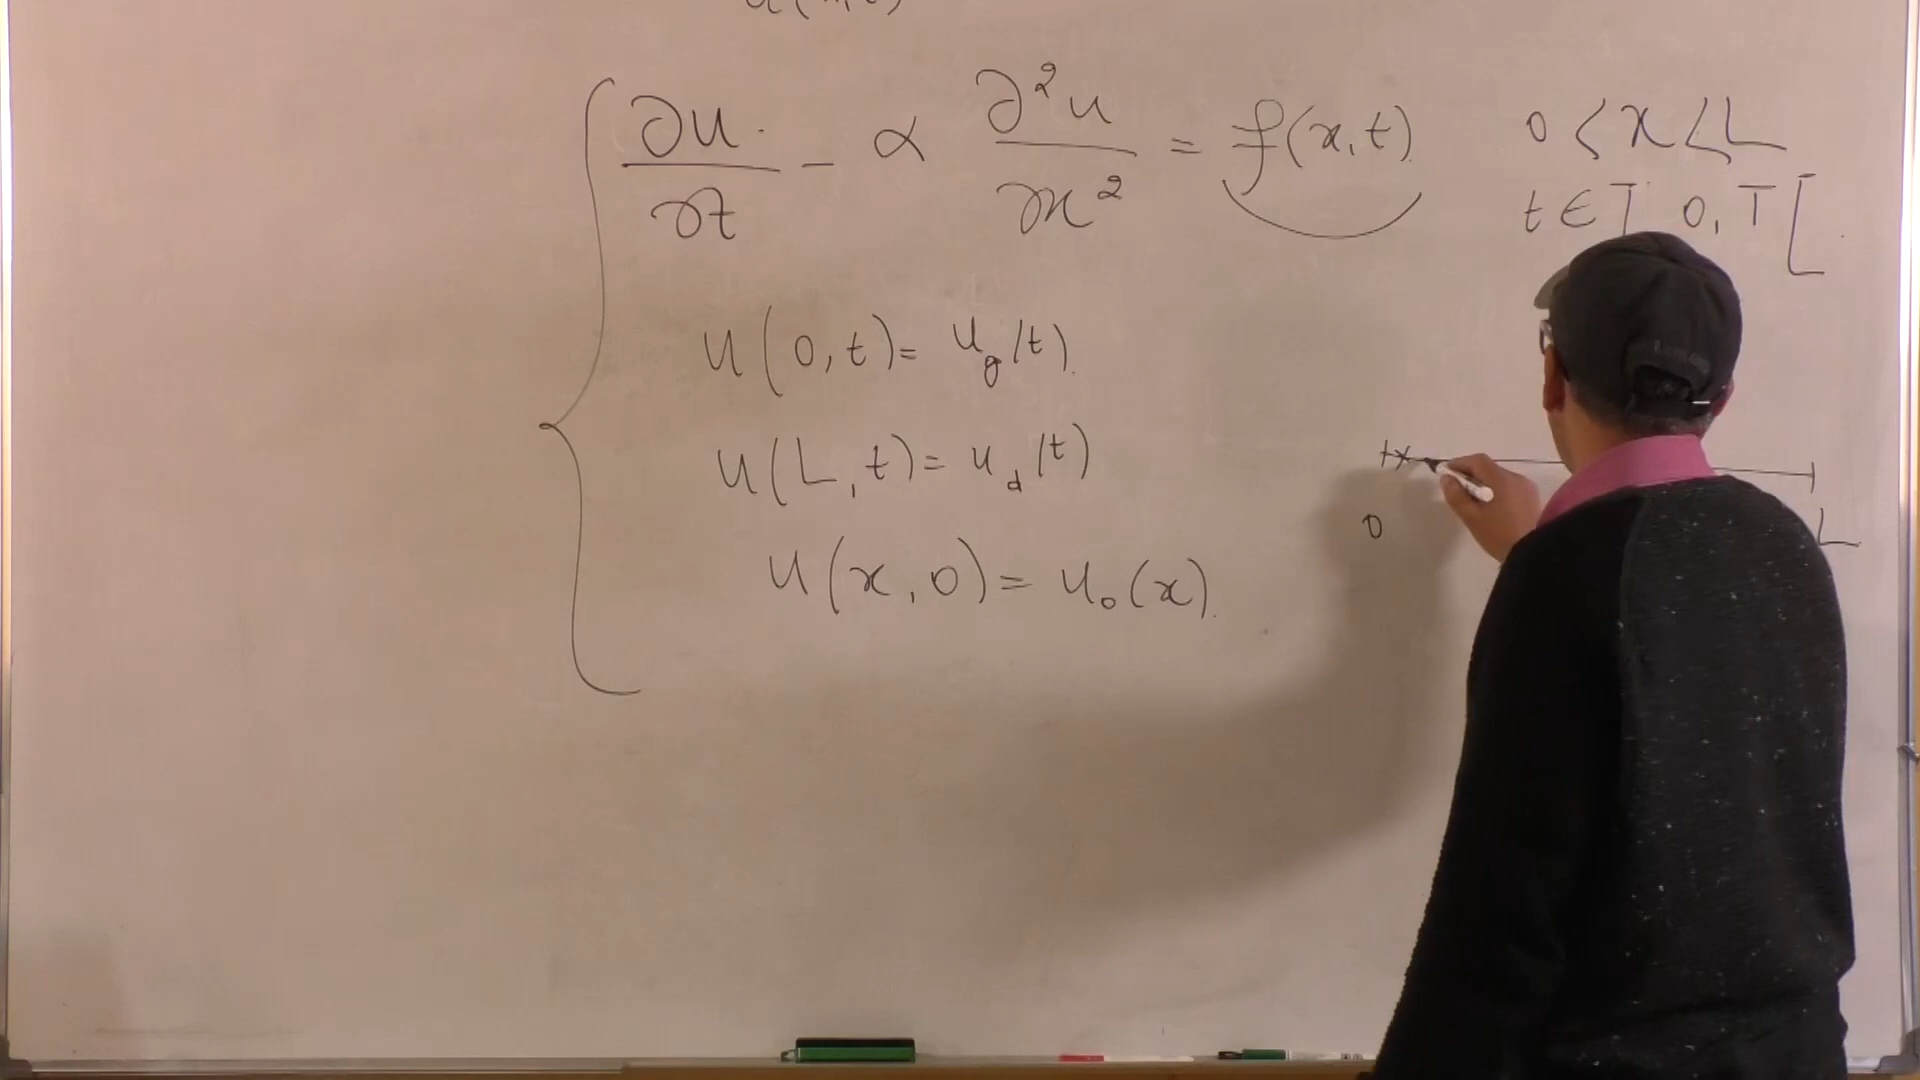 ∂u/∂t - α ∂²u/∂x² = f(x,t) 0 < x < L
t ∈ ] 0, T [
u(0,t) = u_g(t)
u(L,t) = u_d(t)
u(x,0) = u_0(x)
0 L